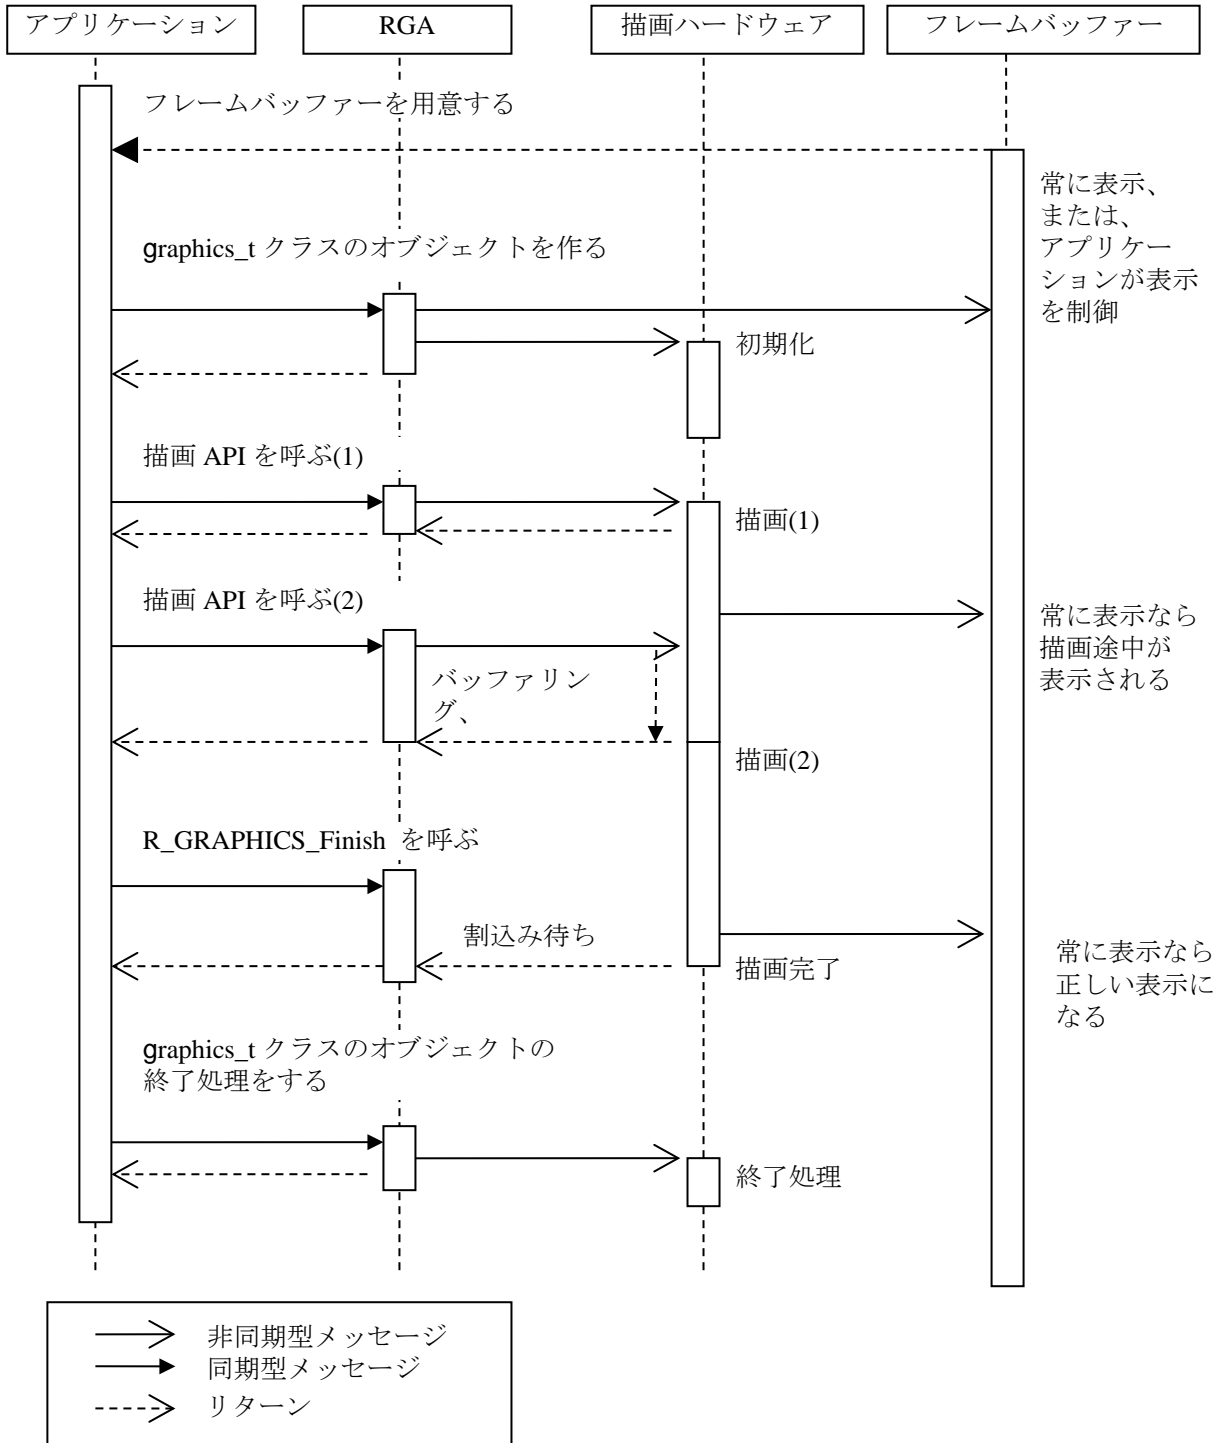 アプリケーション
RGA
描画ハードウェア
フレームバッファー
フレームバッファーを用意する
常に表示、
または、
アプリケー
ションが表示
を制御
graphics_t クラスのオブジェクトを作る
初期化
描画 API を呼ぶ(1)
描画(1)
描画 API を呼ぶ(2)
常に表示なら
描画途中が
表示される
バッファリン
グ、
描画(2)
R_GRAPHICS_Finish を呼ぶ
割込み待ち
描画完了
常に表示なら
正しい表示に
なる
graphics_t クラスのオブジェクトの
終了処理をする
終了処理
非同期型メッセージ
同期型メッセージ
リターン